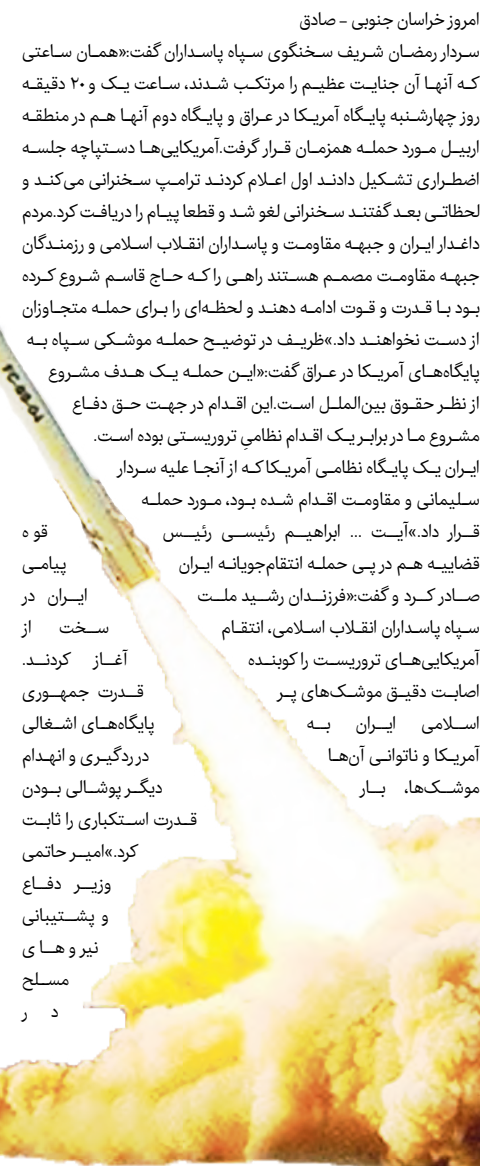 امروز خراسان جنوبی – صادق
سردار رمضان شریف سخنگوی سپاه پاسداران گفت:«همان ساعتی
که آنها آن جنایت عظیم را مرتکب شدند، ساعت یک و ۲۰ دقیقه
روز چهارشنبه پایگاه آمریکا در عراق و پایگاه دوم آنها هم در منطقه
اربیل مورد حمله همزمان قرار گرفت.آمریکایی‌ها دستپاچه جلسه
اضطراری تشکیل دادند اول اعلام کردند ترامپ سخنرانی می‌کند و
لحظاتی بعد گفتند سخنرانی لغو شد و قطعا پیام را دریافت کرد.مردم
داغدار ایران و جبهه مقاومت و پاسداران انقلاب اسلامی و رزمندگان
جبهه مقاومت مصمم هستند راهی را که حاج قاسم شروع کرده
بود با قدرت و قوت ادامه دهند و لحظه‌ای را برای حمله متجاوزان
از دست نخواهند داد.»ظریف در توضیح حمله موشکی سپاه به
پایگاه‌های آمریکا در عراق گفت:«این حمله یک هدف مشروع
از نظر حقوق بین‌الملل است.این اقدام در جهت حق دفاع
مشروع ما در برابر یک اقدام نظامیِ تروریستی بوده است.
ایران یک پایگاه نظامی آمریکا که از آنجا علیه سردار
سلیمانی و مقاومت اقدام شده بود، مورد حمله
قرار داد.»آیت ... ابراهیم رئیسی رئیس قوه
قضاییه هم در پی حمله انتقام‌جویانه ایران پیامی
صادر کرد و گفت:«فرزندان رشید ملت ایران در
سپاه پاسداران انقلاب اسلامی، انتقام سخت از
آمریکایی‌های تروریست را کوبنده آغاز کردند.
اصابت دقیق موشک‌های پر قدرت جمهوری
اسلامی ایران به پایگاه‌های اشغالی
آمریکا و ناتوانی آن‌ها در ردگیری و انهدام
موشک‌ها، بار دیگر پوشالی بودن
قدرت استکباری را ثابت
کرد.»امیر حاتمی
وزیر دفاع
و پشتیبانی
نیروهای
مسلح
در